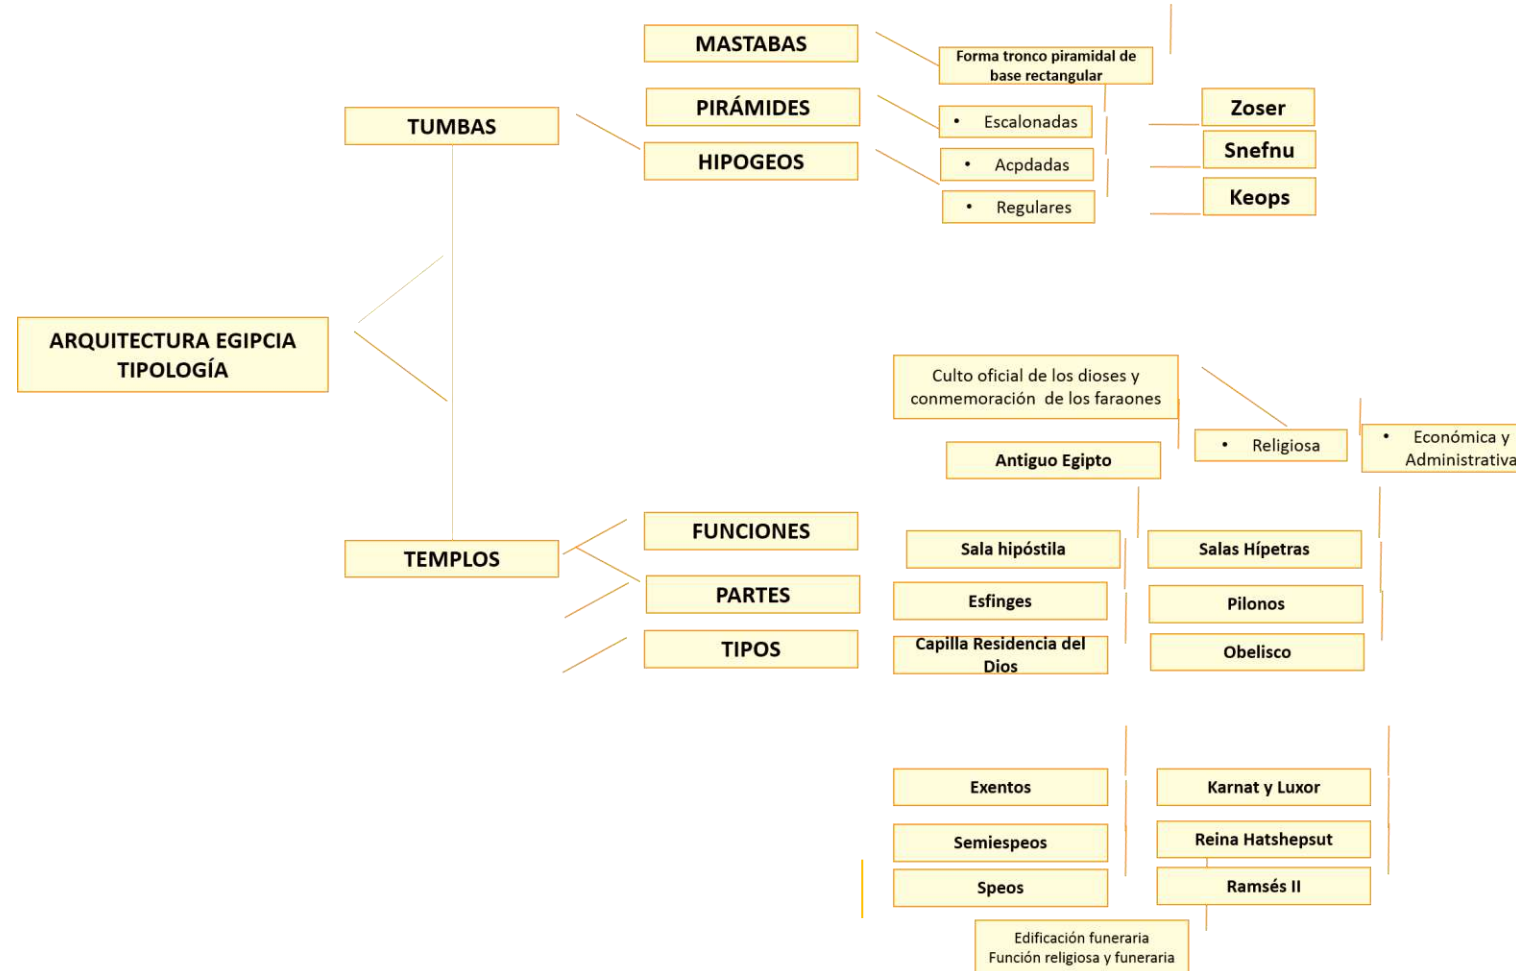 MASTABAS
Forma tronco piramidal de
base rectangular
PIRÁMIDES
Zoser
TUMBAS
• Escalonadas
Snefnu
HIPOGEOS
• Acpdadas
Keops
• Regulares
ARQUITECTURA EGIPCIA
TIPOLOGÍA
Culto oficial de los dioses y
conmemoración de los faraones
• Religiosa
• Económica y
Administrativa
Antiguo Egipto
FUNCIONES
TEMPLOS
Sala hipóstila
Salas Hípetras
PARTES
Esfinges
Pilonos
TIPOS
Capilla Residencia del
Dios
Obelisco
Exentos
Karnat y Luxor
Semiespeos
Reina Hatshepsut
Speos
Ramsés II
Edificación funeraria
Función religiosa y funeraria